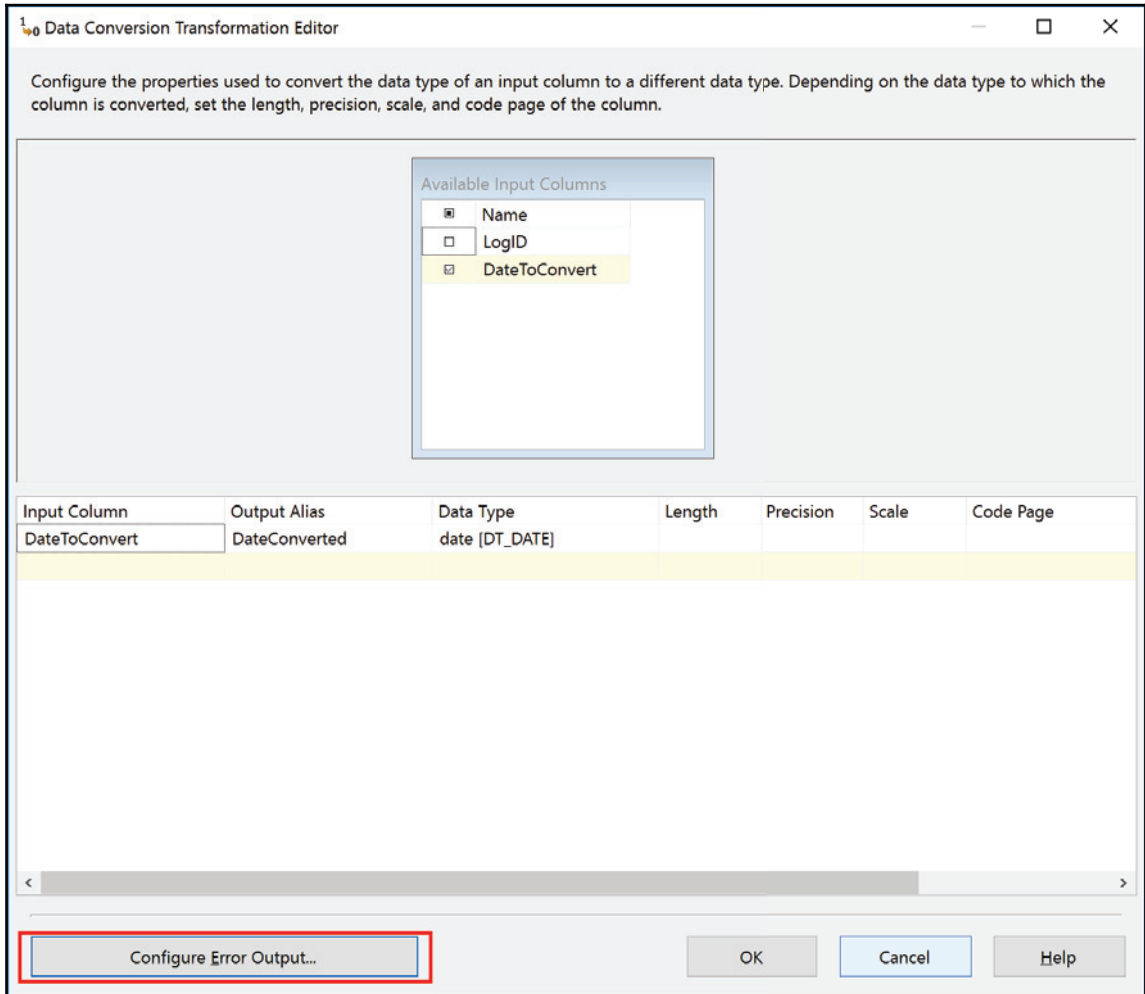 Data Conversion Transformation Editor
Configure the properties used to convert the data type of an input column to a different data type. Depending on the data type to which the
column is converted, set the length, precision, scale, and code page of the column.
Available Input Columns
Name
LogID
DateToConvert
Input Column Output Alias Data Type Length Precision Scale Code Page
DateToConvert DateConverted date [DT_DATE]
Configure Error Output... OK Cancel Help